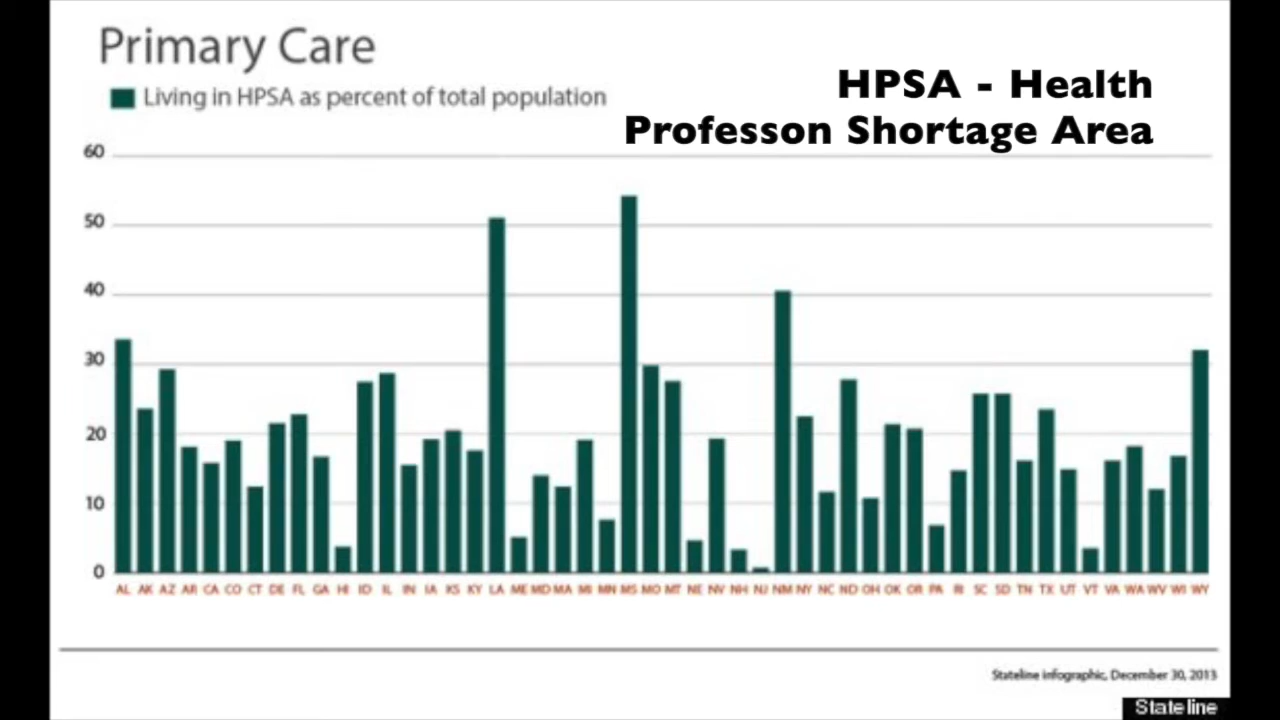 Primary Care
Living in HPSA as percent of total population
HPSA - Health
Professon Shortage Area
60
50
40
30
20
10
0
AL AK AZ AR CA CO CT DE FL GA HI ID IL IN IA KS KY LA ME MD MA MI MN MS MO MT NE NV NH NJ NM NY NC ND OH OK OR PA RI SC SD TN TX UT VT VA WA WV WI WY
Stateline infographic, December 30, 2013
Stateline